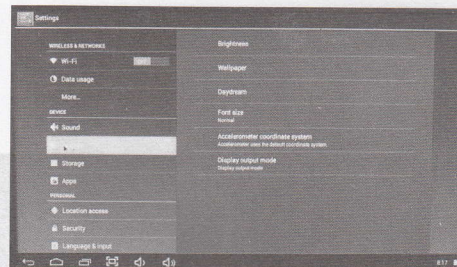 Settings
WIRELESS & NETWORKS
Wi-Fi
Data usage
More...
DEVICE
Sound
Storage
Apps
PERSONAL
Location access
Security
Language & input
Brightness
Wallpaper
Daydream
Font size
Normal
Accelerometer coordinate system
Accelerometer uses the default coordinate system.
Display output mode
Display output mode
8:17